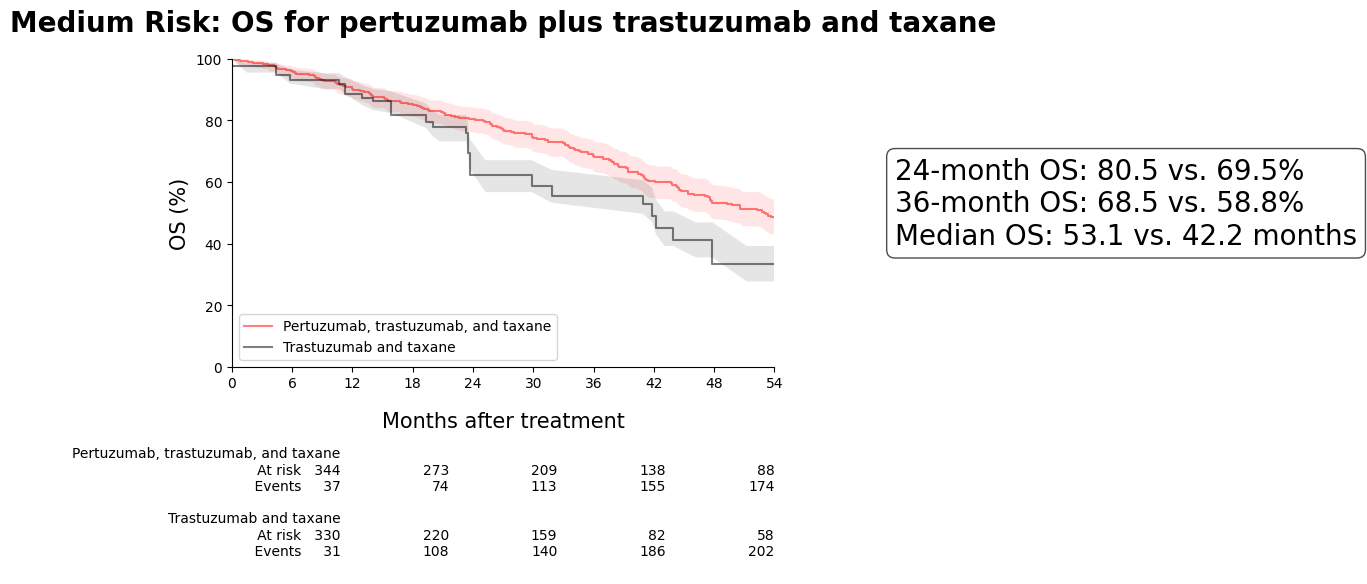 Medium Risk: OS for pertuzumab plus trastuzumab and taxane
100
80
60
40
20
0
OS (%)
Pertuzumab, trastuzumab, and taxane
Trastuzumab and taxane
0 6 12 18 24 30 36 42 48 54
Months after treatment
24-month OS: 80.5 vs. 69.5%
36-month OS: 68.5 vs. 58.8%
Median OS: 53.1 vs. 42.2 months
Pertuzumab, trastuzumab, and taxane
At risk 344 273 209 138 88
Events 37 74 113 155 174
Trastuzumab and taxane
At risk 330 220 159 82 58
Events 31 108 140 186 202